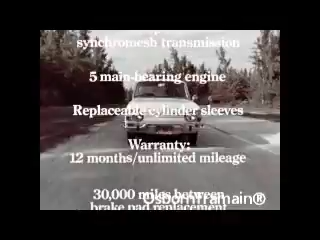 synchromesh transmission
5 main-bearing engine
Replaceable cylinder sleeves
Warranty:
12 months/unlimited mileage
30,000 miles between
brake pad replacement
OsbornTramain®